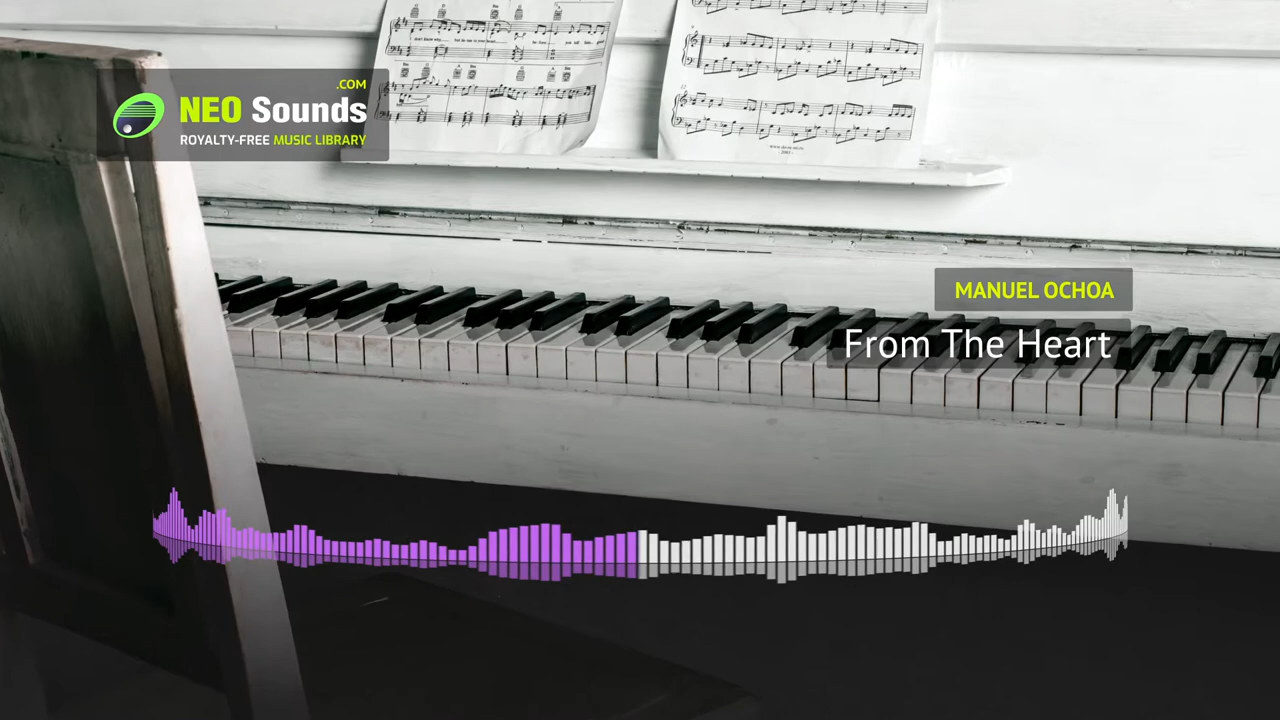 .COM
NEO Sounds
ROYALTY-FREE MUSIC LIBRARY
MANUEL OCHOA
From The Heart